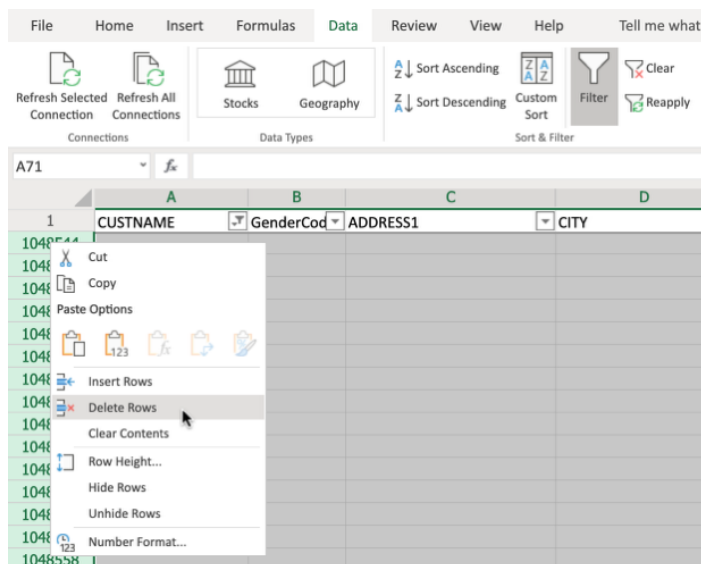 File Home Insert Formulas Data Review View Help Tell me what
Refresh Selected Connection
Refresh All Connections
Connections
Stocks
Geography
Data Types
Sort Ascending
Sort Descending
Custom Sort
Filter
Clear
Reapply
Sort & Filter
A71
fx
A B C D
1 CUSTNAME GenderCod ADDRESS1 CITY
Cut
Copy
Paste Options
123
Insert Rows
Delete Rows
Clear Contents
Row Height...
Hide Rows
Unhide Rows
Number Format...
1048558